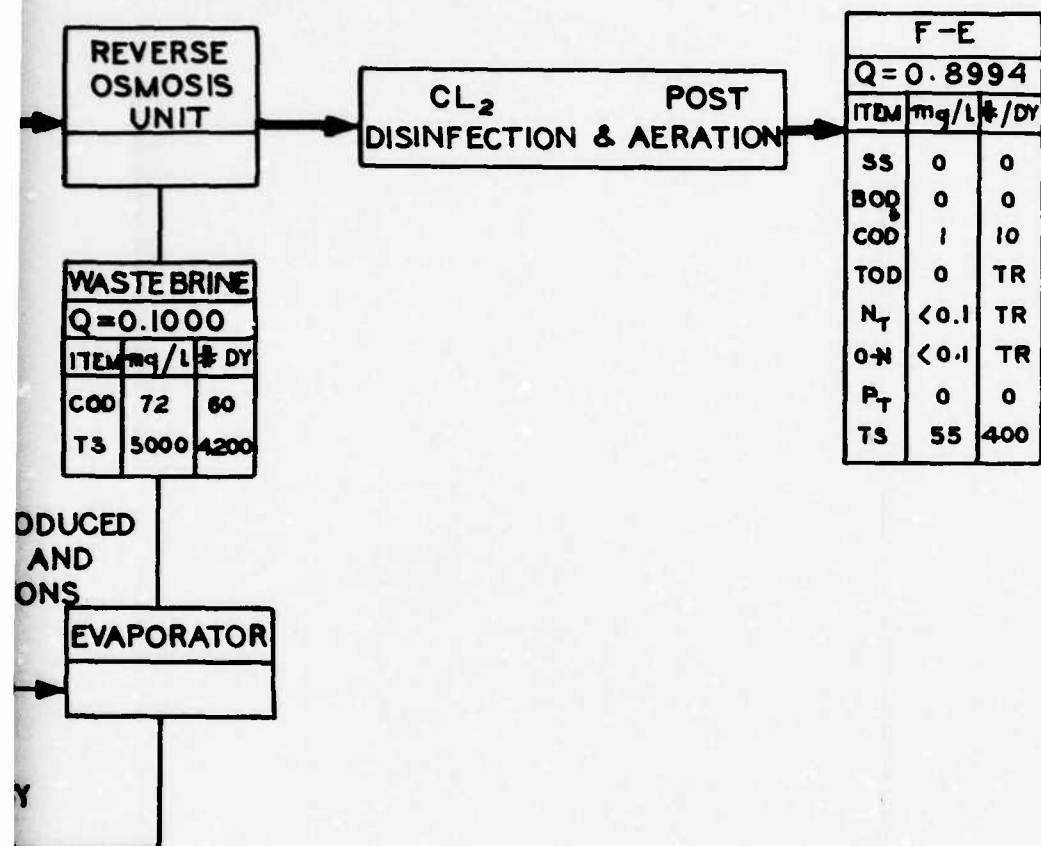 REVERSE
OSMOSIS
UNIT
CL₂ POST
DISINFECTION & AERATION
F-E
Q=0.8994
ITEM mg/L #/DY
SS 0 0
BOD₅ 0 0
COD 1 10
TOD 0 TR
N_T <0.1 TR
O-N <0.1 TR
P_T 0 0
TS 55 400
WASTE BRINE
Q=0.1000
ITEM mg/L # DY
COD 72 60
TS 5000 4200
ODUCED
AND
ONS
EVAPORATOR
Y